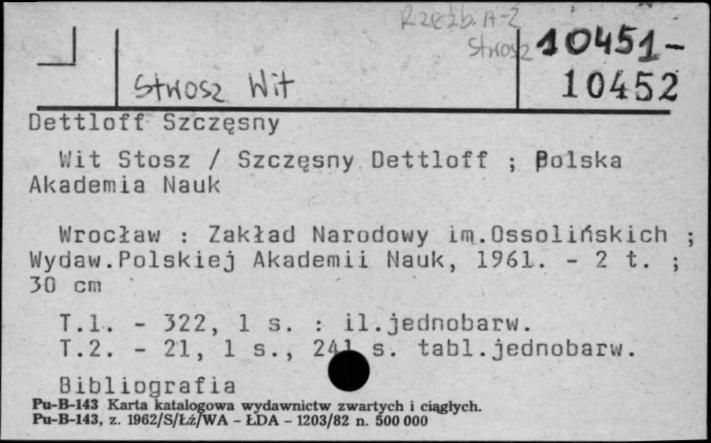 Rzeźb. A-Z
Stwosz 10451-
Stwosz Wit 10452
Dettloff Szczęsny
Wit Stosz / Szczęsny Dettloff ; Polska
Akademia Nauk
Wrocław : Zakład Narodowy im.Ossolińskich ;
Wydaw.Polskiej Akademii Nauk, 1961. - 2 t. ;
30 cm
T.1. - 322, 1 s. : il.jednobarw.
T.2. - 21, 1 s., 241 s. tabl.jednobarw.
Bibliografia
Pu-B-143 Karta katalogowa wydawnictw zwartych i ciągłych.
Pu-B-143, z. 1962/S/Łź/WA - ŁDA - 1203/82 n. 500 000